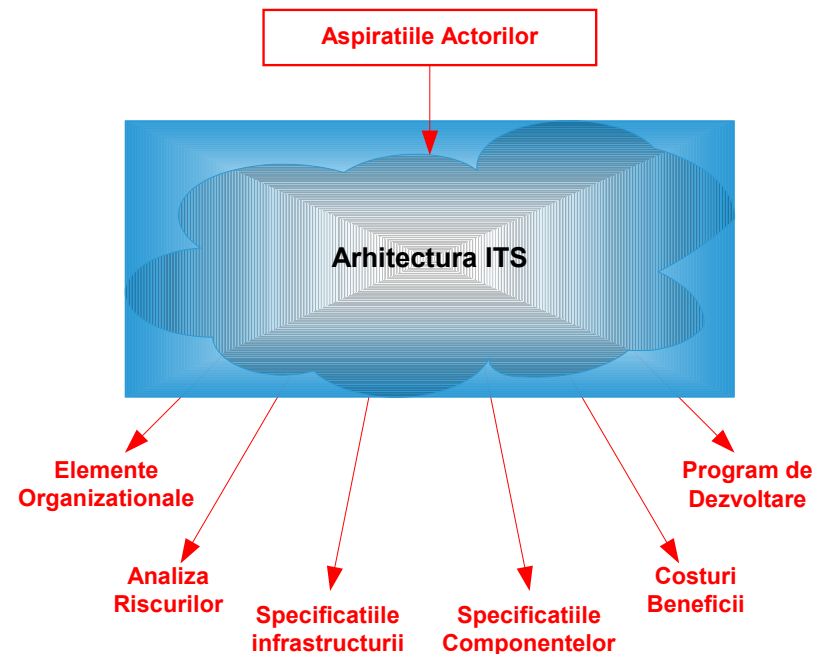 Aspiratiile Actorilor
Arhitectura ITS
Elemente
Organizationale
Program de
Dezvoltare
Analiza
Riscurilor
Costuri
Beneficii
Specificatiile
infrastructurii
Specificatiile
Componentelor